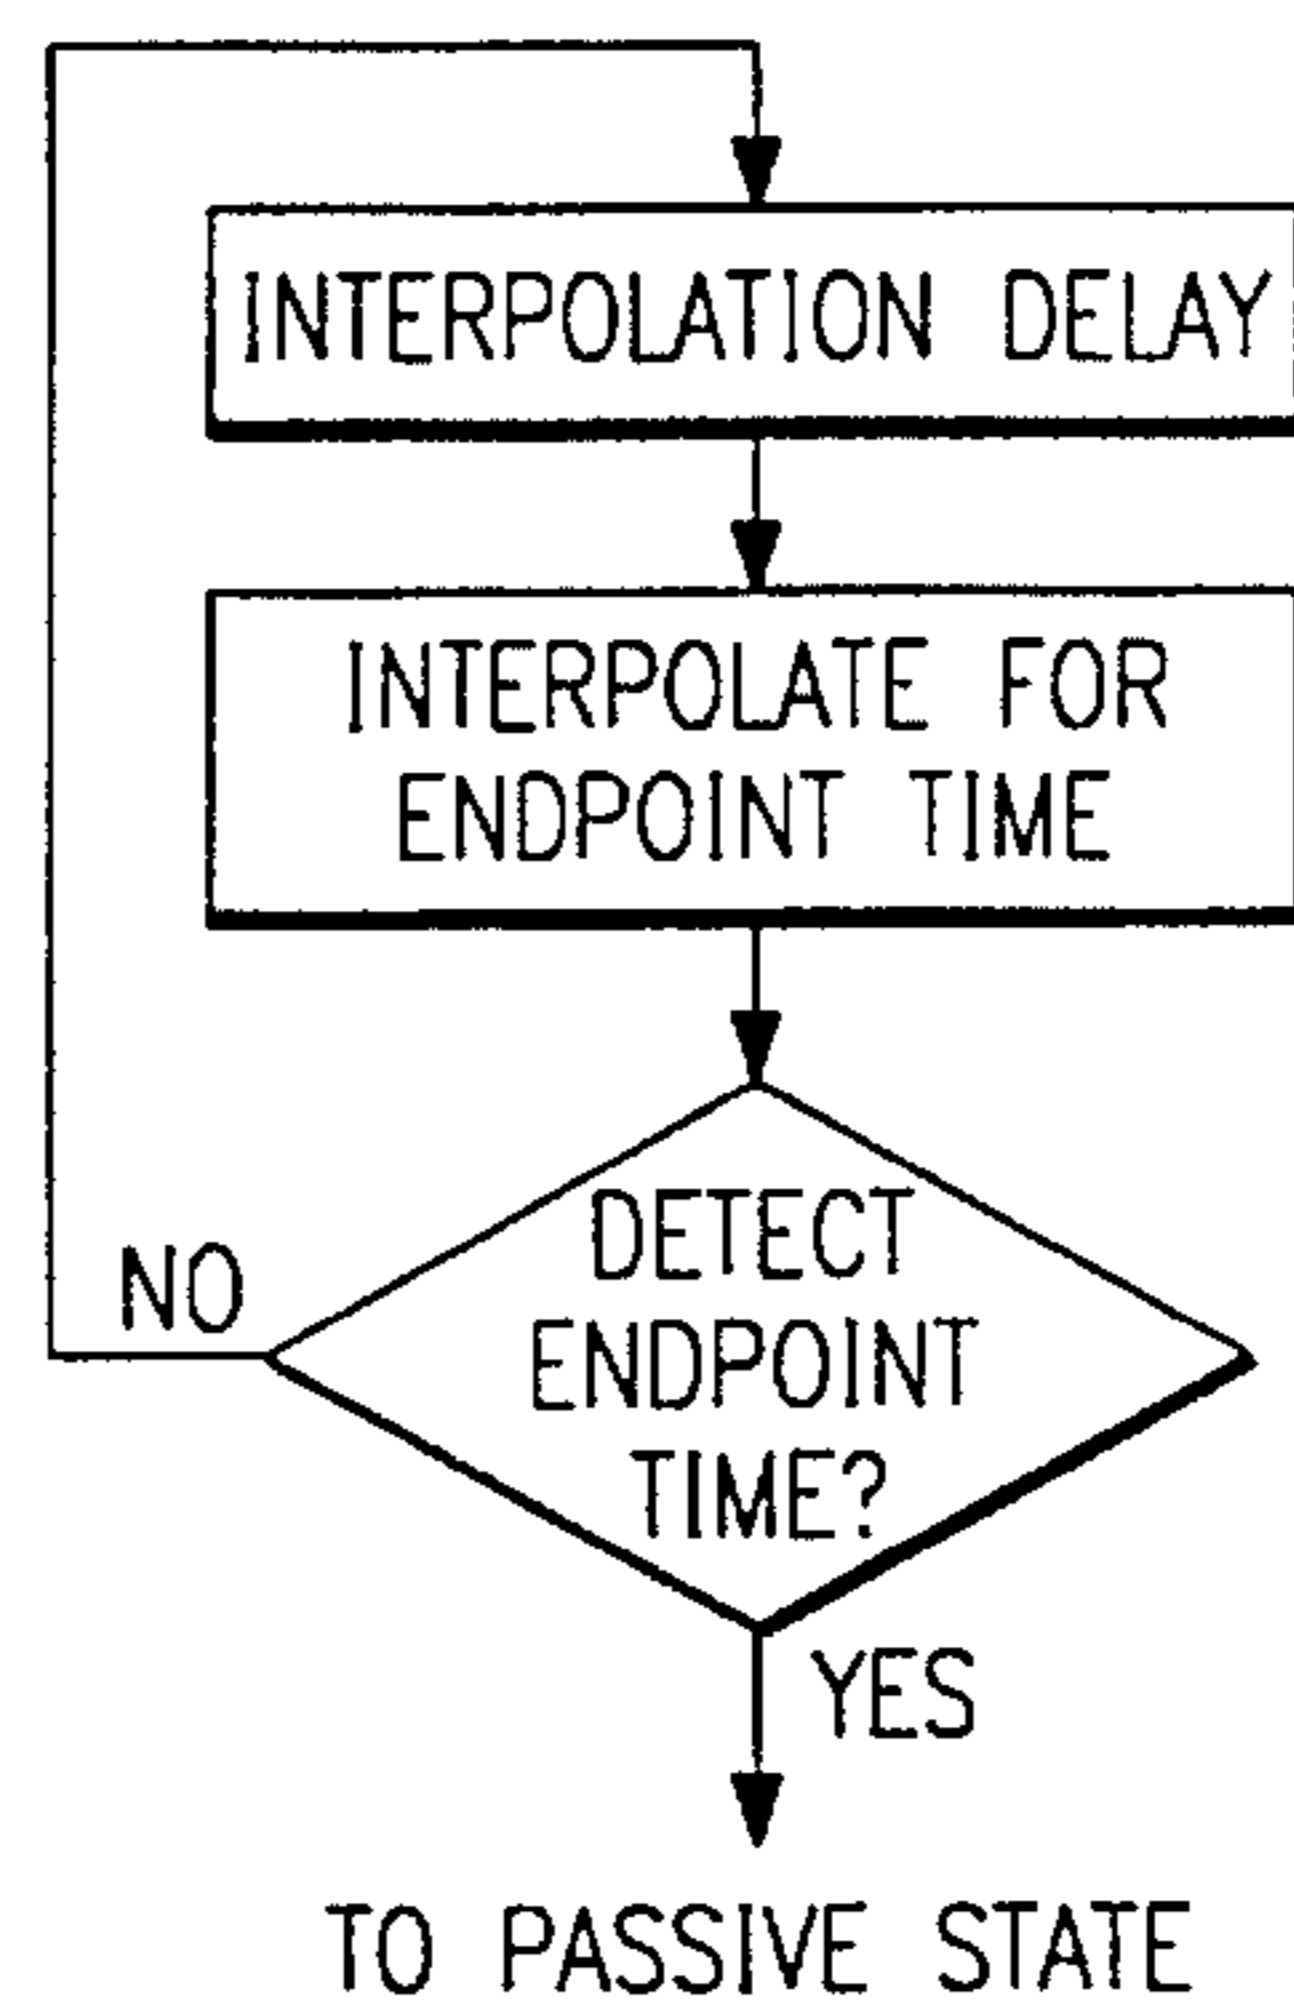 INTERPOLATION DELAY
INTERPOLATE FOR
ENDPOINT TIME
DETECT
ENDPOINT
TIME?
NO
YES
TO PASSIVE STATE